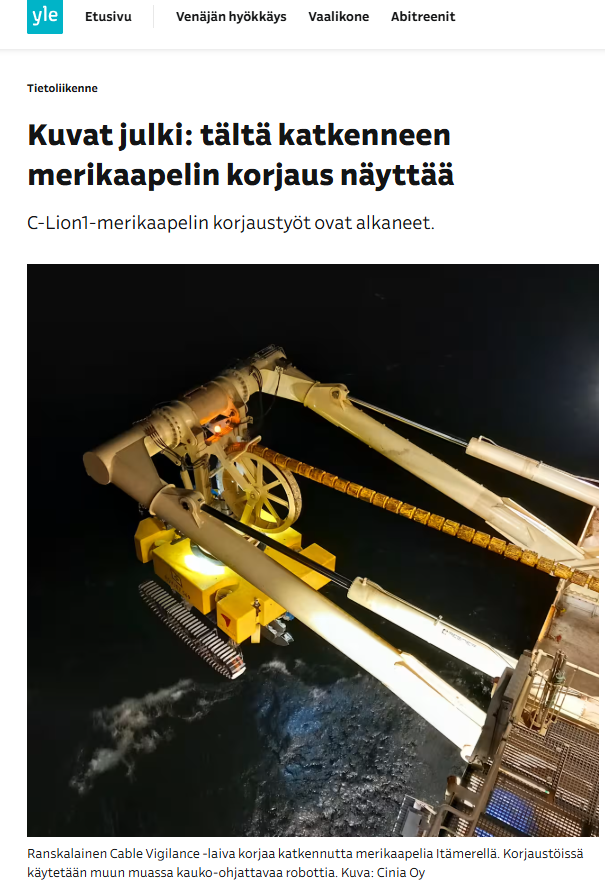 yle
Etusivu
Venäjän hyökkäys
Vaalikone
Abitreenit
Tietoliikenne
Kuvat julki: tältä katkenneen
merikaapelin korjaus näyttää
C-Lion1-merikaapelin korjaustyöt ovat alkaneet.
Ranskalainen Cable Vigilance -laiva korjaa katkennutta merikaapelia Itämerellä. Korjaustöissä
käytetään muun muassa kauko-ohjattavaa robottia. Kuva: Cinia Oy